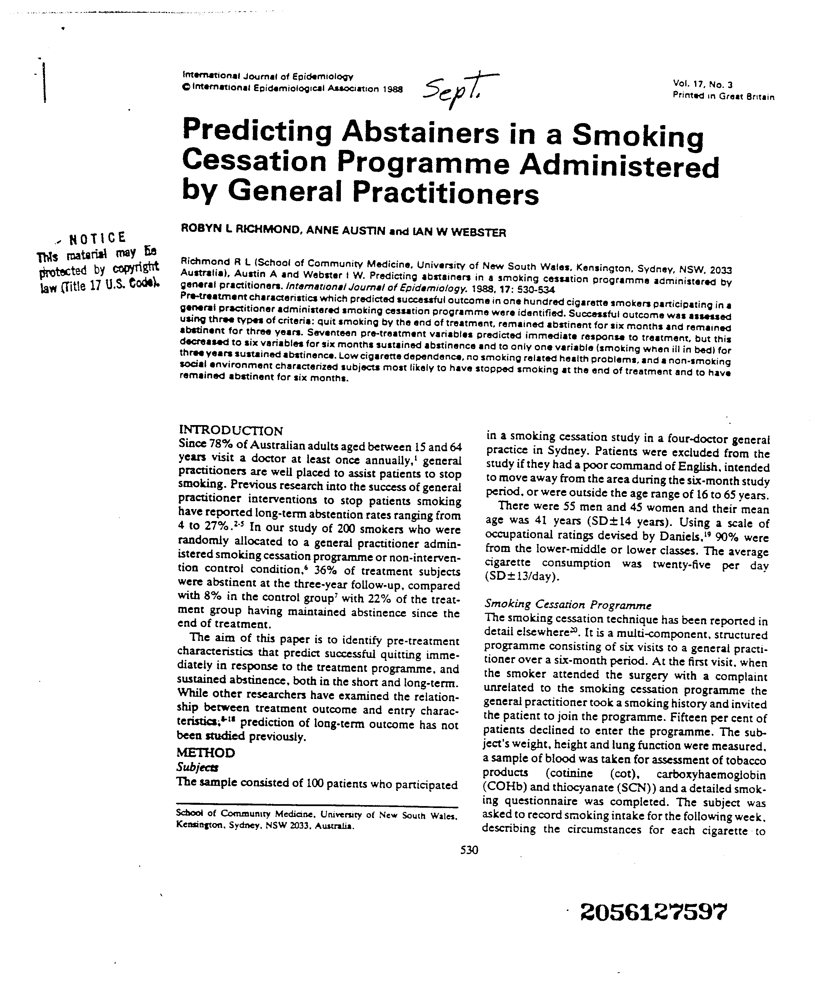 International Journal of Epidemiology
© International Epidemiological Association 1988
Sept.
Vol. 17, No. 3
Printed in Great Britain
Predicting Abstainers in a Smoking
Cessation Programme Administered
by General Practitioners
ROBYN L RICHMOND, ANNE AUSTIN and IAN W WEBSTER
NOTICE
This material may be
protected by copyright
law (Title 17 U.S. Code).
Richmond R L (School of Community Medicine, University of New South Wales, Kensington, Sydney, NSW, 2033
Australia), Austin A and Webster I W. Predicting abstainers in a smoking cessation programme administered by
general practitioners. International Journal of Epidemiology. 1988, 17: 530-534
Pre-treatment characteristics which predicted successful outcome in one hundred cigarette smokers participating in a
general practitioner administered smoking cessation programme were identified. Successful outcome was assessed
using three types of criteria: quit smoking by the end of treatment, remained abstinent for six months and remained
abstinent for three years. Seventeen pre-treatment variables predicted immediate response to treatment, but this
decreased to six variables for six months sustained abstinence and to only one variable (smoking when ill in bed) for
three years sustained abstinence. Low cigarette dependence, no smoking related health problems, and a non-smoking
social environment characterized subjects most likely to have stopped smoking at the end of treatment and to have
remained abstinent for six months.
INTRODUCTION
Since 78% of Australian adults aged between 15 and 64
years visit a doctor at least once annually,¹ general
practitioners are well placed to assist patients to stop
smoking. Previous research into the success of general
practitioner interventions to stop patients smoking
have reported long-term abstention rates ranging from
4 to 27%.²⁻⁵ In our study of 200 smokers who were
randomly allocated to a general practitioner admin-
istered smoking cessation programme or non-interven-
tion control condition,⁶ 36% of treatment subjects
were abstinent at the three-year follow-up, compared
with 8% in the control group⁷ with 22% of the treat-
ment group having maintained abstinence since the
end of treatment.
The aim of this paper is to identify pre-treatment
characteristics that predict successful quitting imme-
diately in response to the treatment programme, and
sustained abstinence, both in the short and long-term.
While other researchers have examined the relation-
ship between treatment outcome and entry charac-
teristics;⁸⁻¹⁸ prediction of long-term outcome has not
been studied previously.
METHOD
Subjects
The sample consisted of 100 patients who participated
School of Community Medicine, University of New South Wales,
Kensington, Sydney, NSW 2033, Australia.
in a smoking cessation study in a four-doctor general
practice in Sydney. Patients were excluded from the
study if they had a poor command of English, intended
to move away from the area during the six-month study
period, or were outside the age range of 16 to 65 years.
There were 55 men and 45 women and their mean
age was 41 years (SD±14 years). Using a scale of
occupational ratings devised by Daniels,¹⁹ 90% were
from the lower-middle or lower classes. The average
cigarette consumption was twenty-five per day
(SD±13/day).
Smoking Cessation Programme
The smoking cessation technique has been reported in
detail elsewhere²⁰. It is a multi-component, structured
programme consisting of six visits to a general practi-
tioner over a six-month period. At the first visit, when
the smoker attended the surgery with a complaint
unrelated to the smoking cessation programme the
general practitioner took a smoking history and invited
the patient to join the programme. Fifteen per cent of
patients declined to enter the programme. The sub-
ject's weight, height and lung function were measured,
a sample of blood was taken for assessment of tobacco
products (cotinine (cot), carboxyhaemoglobin
(COHb) and thiocyanate (SCN)) and a detailed smok-
ing questionnaire was completed. The subject was
asked to record smoking intake for the following week,
describing the circumstances for each cigarette to
530
2056127597